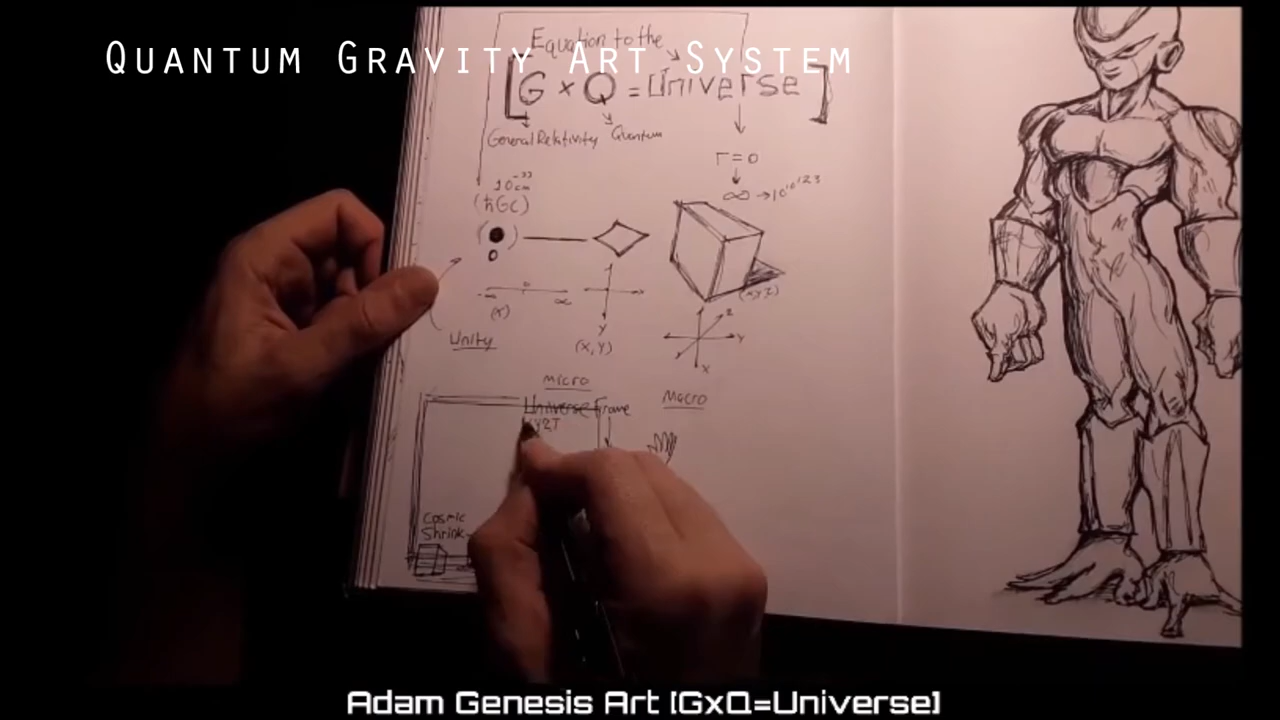 Quantum Gravity Art System
Equation to the
[G x Q = Universe]
General Relativity Quantum
r = 0
10^-33 cm
∞ → 10^10^123
(ħGC)
-∞ 0 ∞
(x)
y
(X, Y)
(x,y,z)
z
y
x
Unity
Micro
Macro
Universe Frame
XYZT
Cosmic
Shrink
Adam Genesis Art [GxQ=Universe]